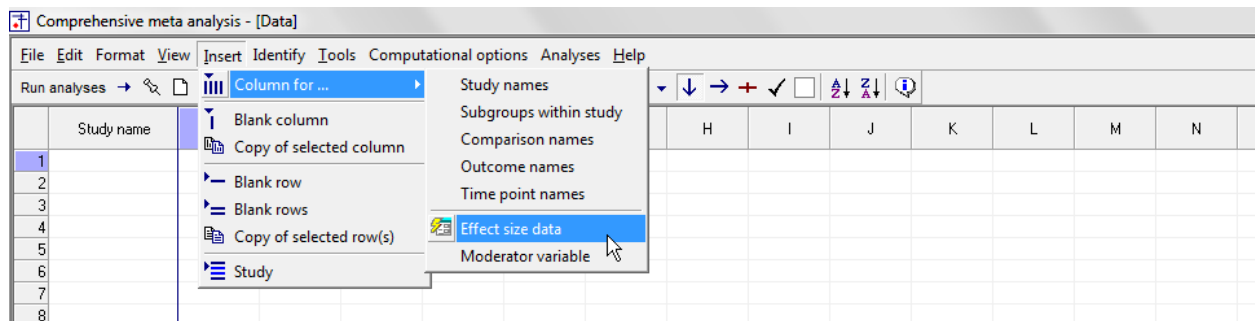 Comprehensive meta analysis - [Data]
File Edit Format View Insert Identify Tools Computational options Analyses Help
Run analyses
Column for ...
Blank column
Copy of selected column
Blank row
Blank rows
Copy of selected row(s)
Study
Study names
Subgroups within study
Comparison names
Outcome names
Time point names
Effect size data
Moderator variable
Study name H I J K L M N
1
2
3
4
5
6
7
8